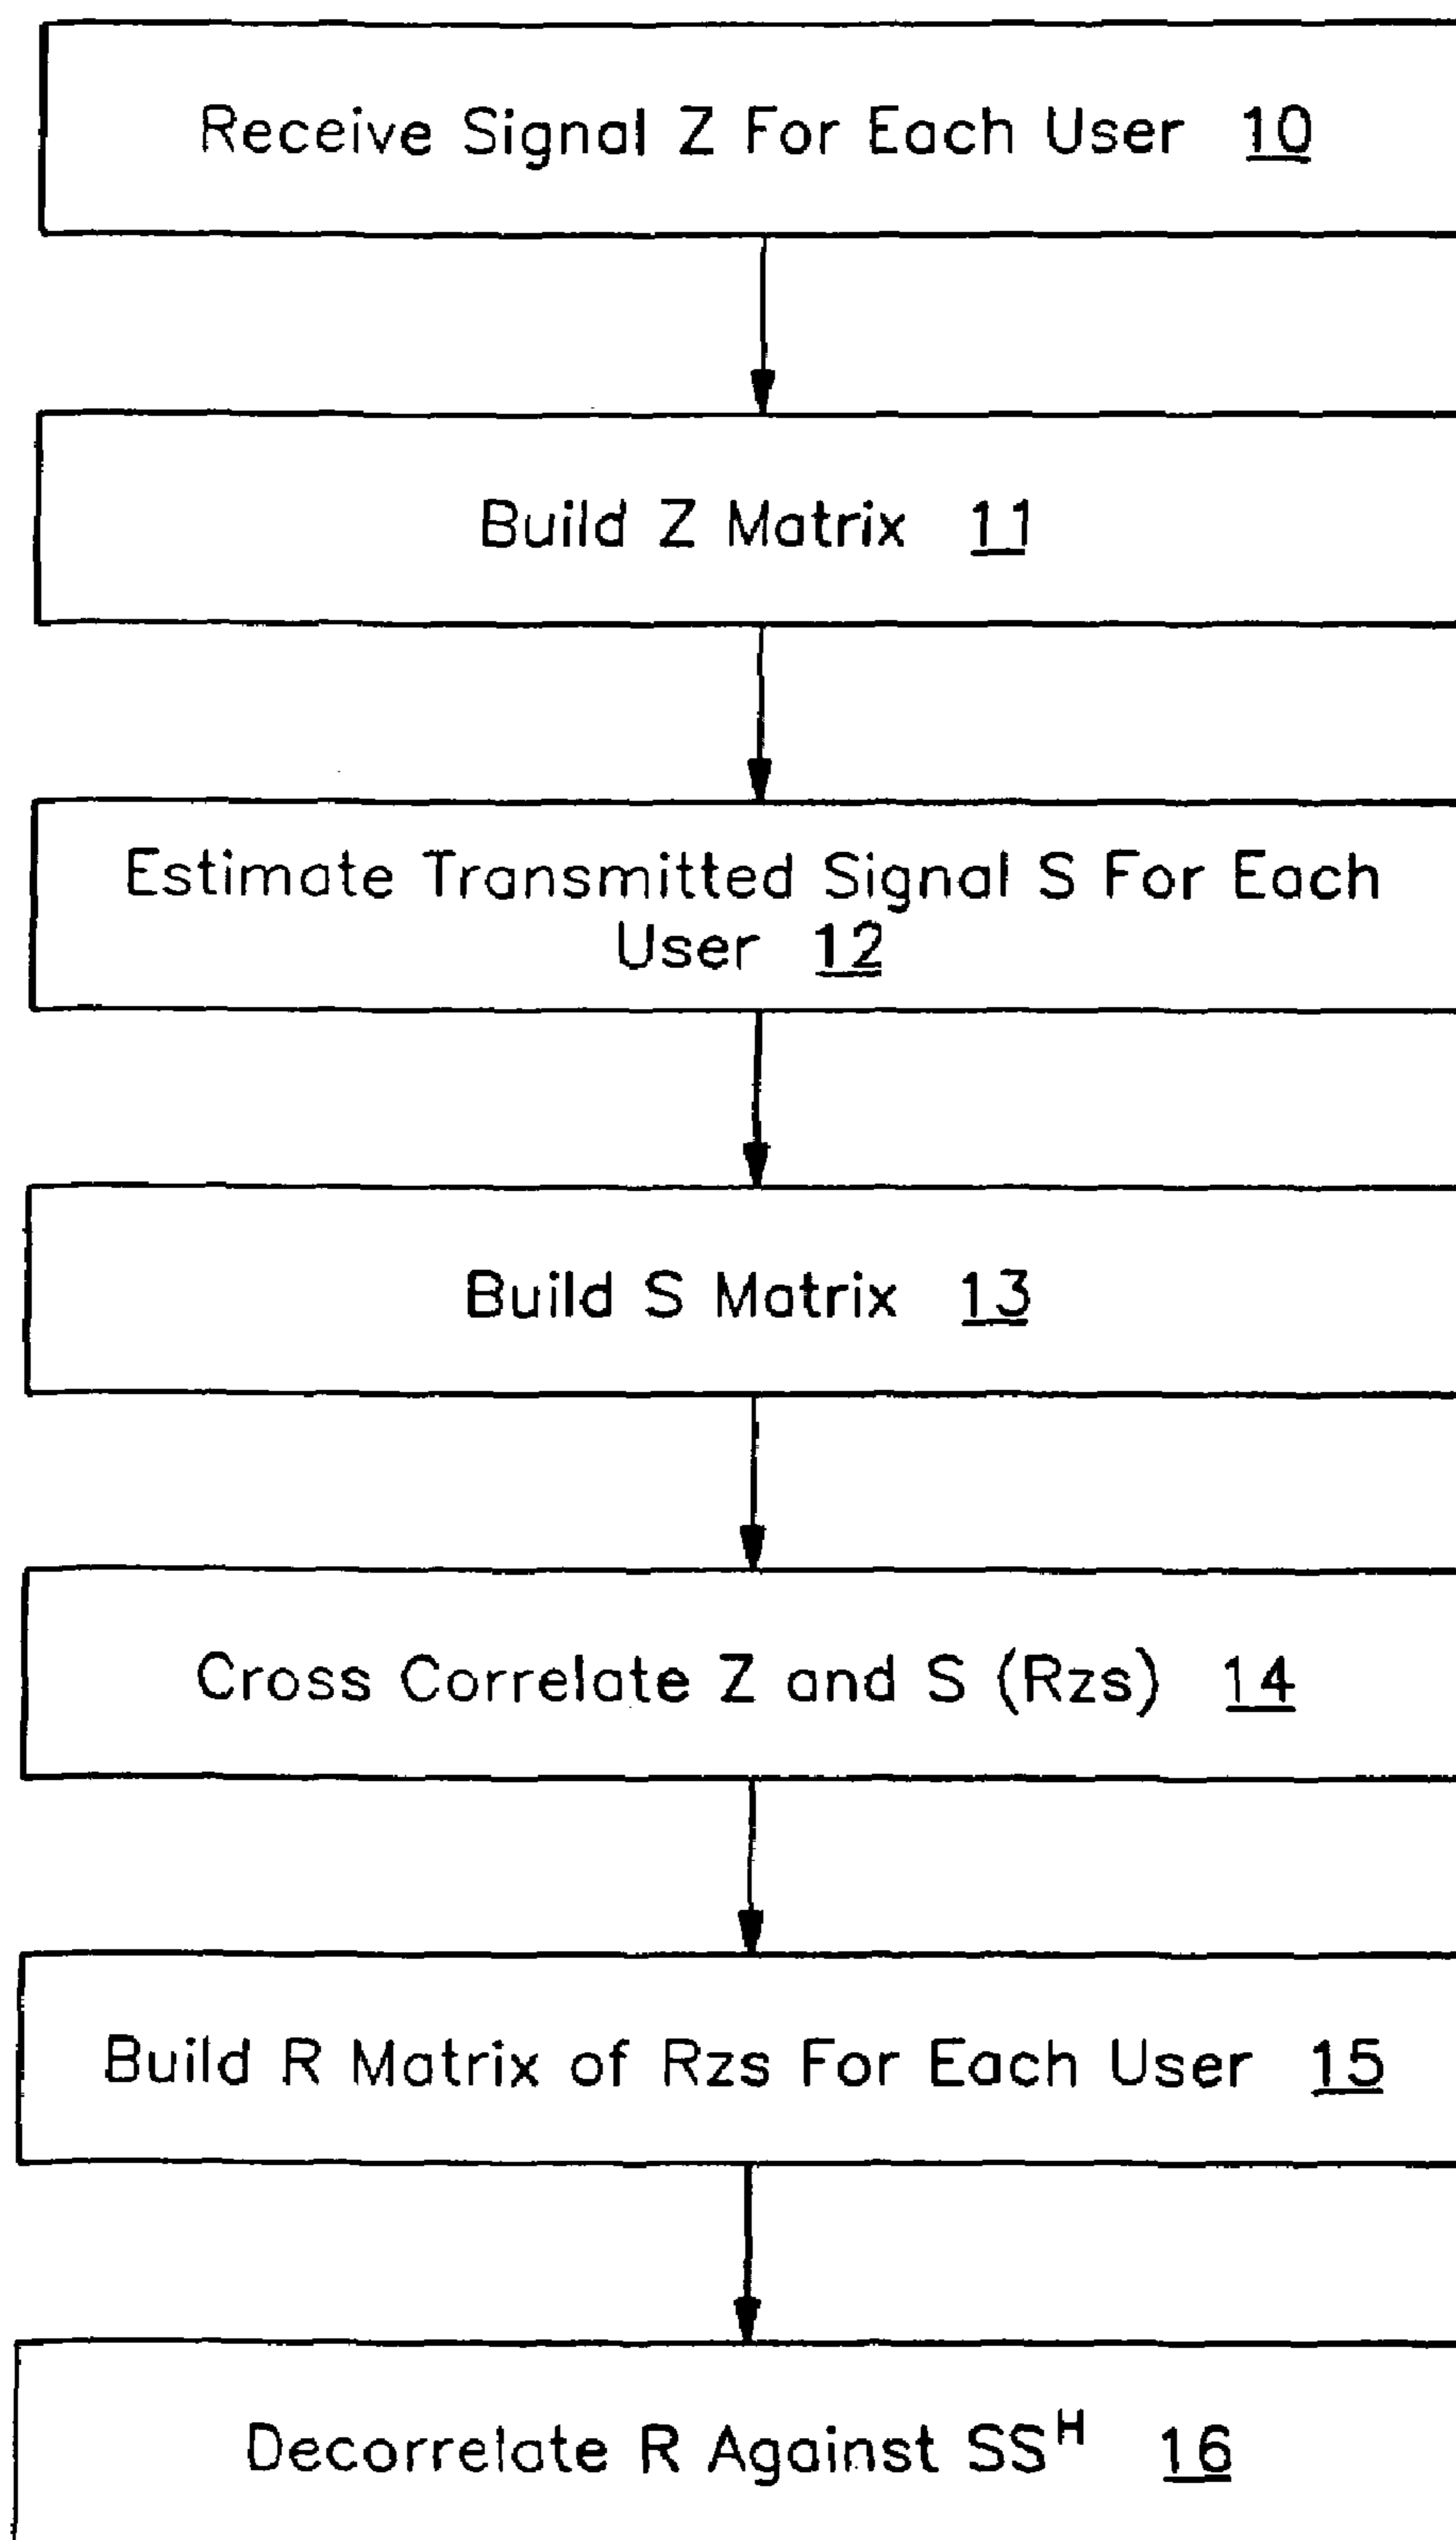 Receive Signal Z For Each User 10
Build Z Matrix 11
Estimate Transmitted Signal S For Each
User 12
Build S Matrix 13
Cross Correlate Z and S (Rzs) 14
Build R Matrix of Rzs For Each User 15
Decorrelate R Against SSᴴ 16